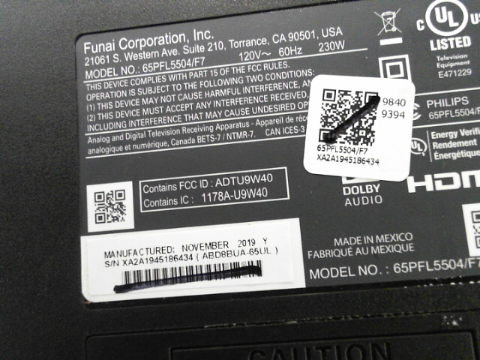 Funai Corporation, Inc.
21061 S. Western Ave. Suite 210, Torrance, CA 90501, USA
MODEL NO.: 65PFL5504/F7 120V~ 60Hz 230W
THIS DEVICE COMPLIES WITH PART 15 OF THE FCC RULES.
OPERATION IS SUBJECT TO THE FOLLOWING TWO CONDITIONS:
(1) THIS DEVICE MAY NOT CAUSE HARMFUL INTERFERENCE, AND
(2) THIS DEVICE MUST ACCEPT ANY INTERFERENCE RECEIVED,
INCLUDING INTERFERENCE THAT MAY CAUSE UNDESIRED
Analog and Digital Television Receiving Apparatus - Appareil de
analogique et numérique, Canada BETS-7 / NTMR-7. CAN ICES-3
UL
LISTED
Television
Equipment
E471229
PHILIPS
65PFL5504/F7
Energy Verified
Rendement
Énergétique
9840
9394
65PFL5504/F7
XA2A1945186434
Contains FCC ID : ADTU9W40
Contains IC : 1178A-U9W40
DOLBY
AUDIO
HDMI
MADE IN MEXICO
FABRIQUÉ AU MEXIQUE
MODEL NO.: 65PFL5504/F7
MANUFACTURED: NOVEMBER 2019 Y
S/N XA2A1945186434 ( ABD8BUA-65UL )
CAUTION